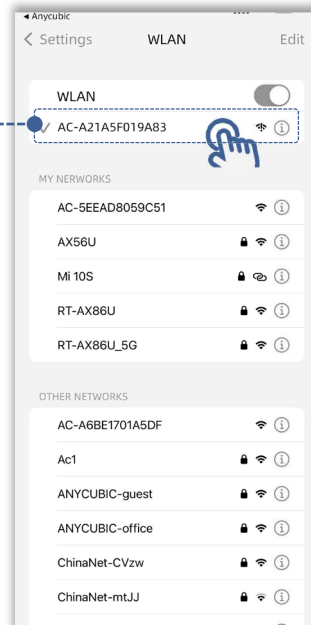 ◀ Anycubic
Settings WLAN Edit
WLAN
AC-A21A5F019A83
MY NERWORKS
AC-5EEAD8059C51
AX56U
Mi 10S
RT-AX86U
RT-AX86U_5G
OTHER NETWORKS
AC-A6BE1701A5DF
Ac1
ANYCUBIC-guest
ANYCUBIC-office
ChinaNet-CVzw
ChinaNet-mtJJ